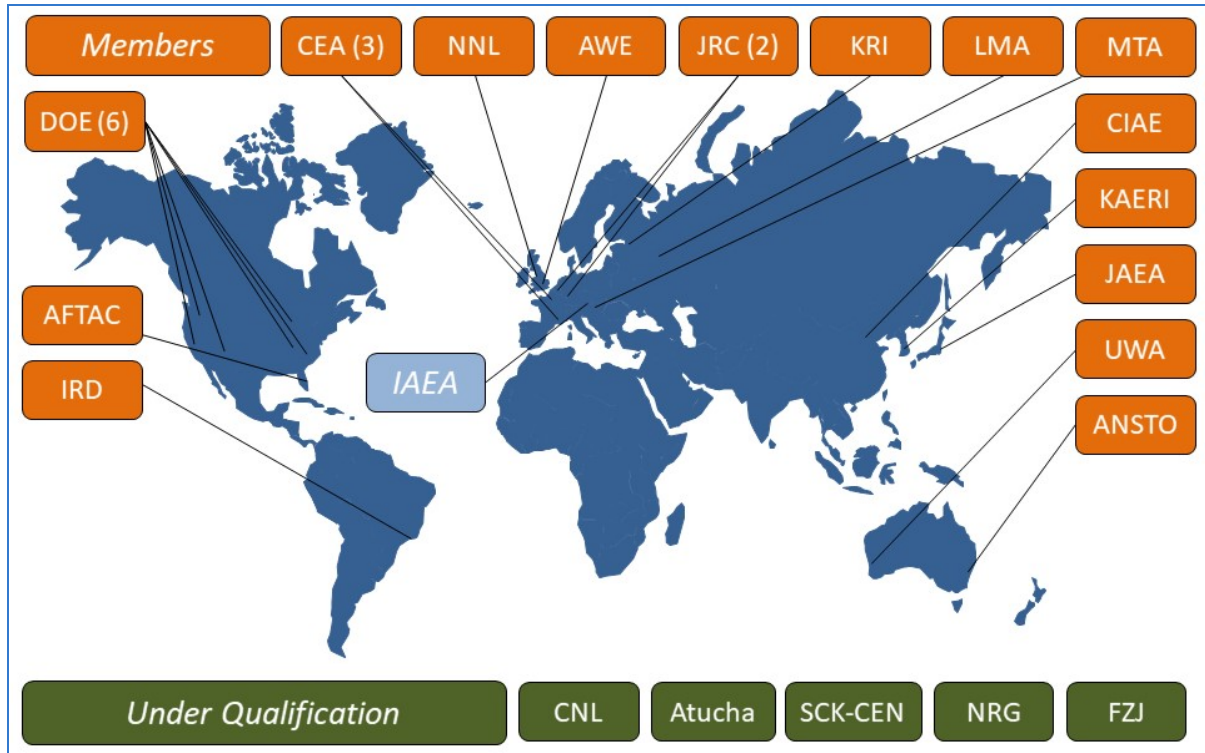 Members
CEA (3)
NNL
AWE
JRC (2)
KRI
LMA
MTA
DOE (6)
CIAE
KAERI
AFTAC
JAEA
IAEA
UWA
IRD
ANSTO
Under Qualification
CNL
Atucha
SCK-CEN
NRG
FZJ